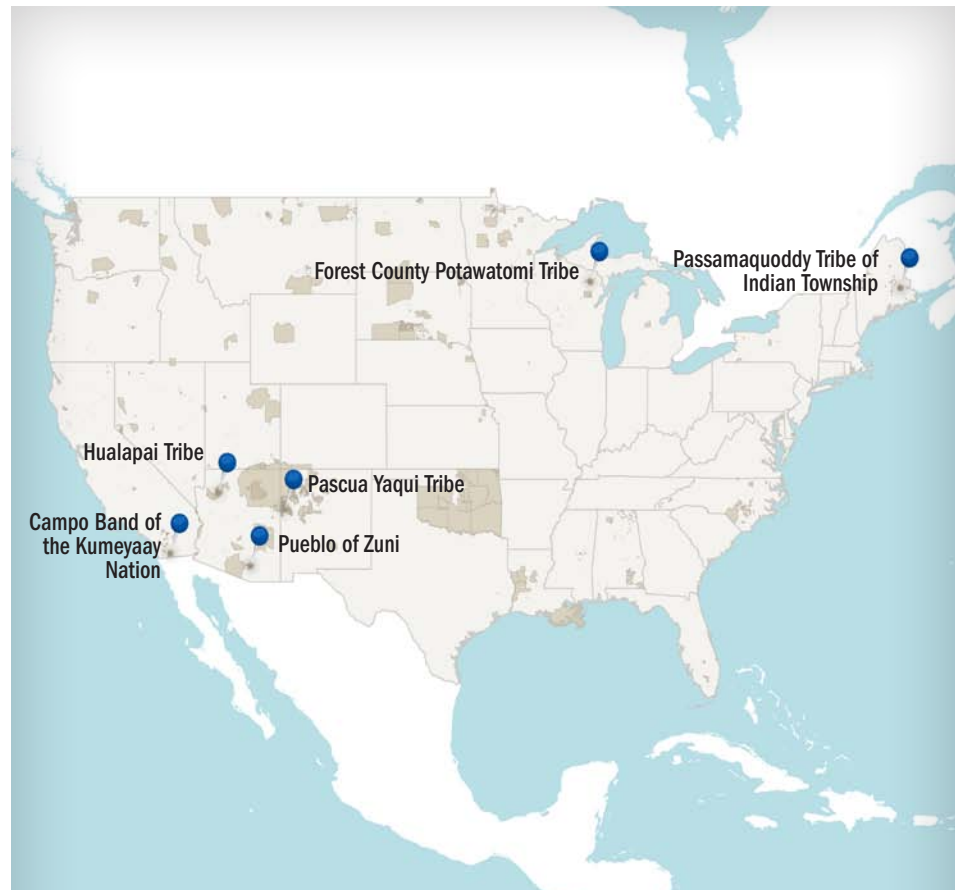 Forest County Potawatomi Tribe
Passamaquoddy Tribe of
Indian Township
Hualapai Tribe
Pascua Yaqui Tribe
Campo Band of
the Kumeyaay
Nation
Pueblo of Zuni